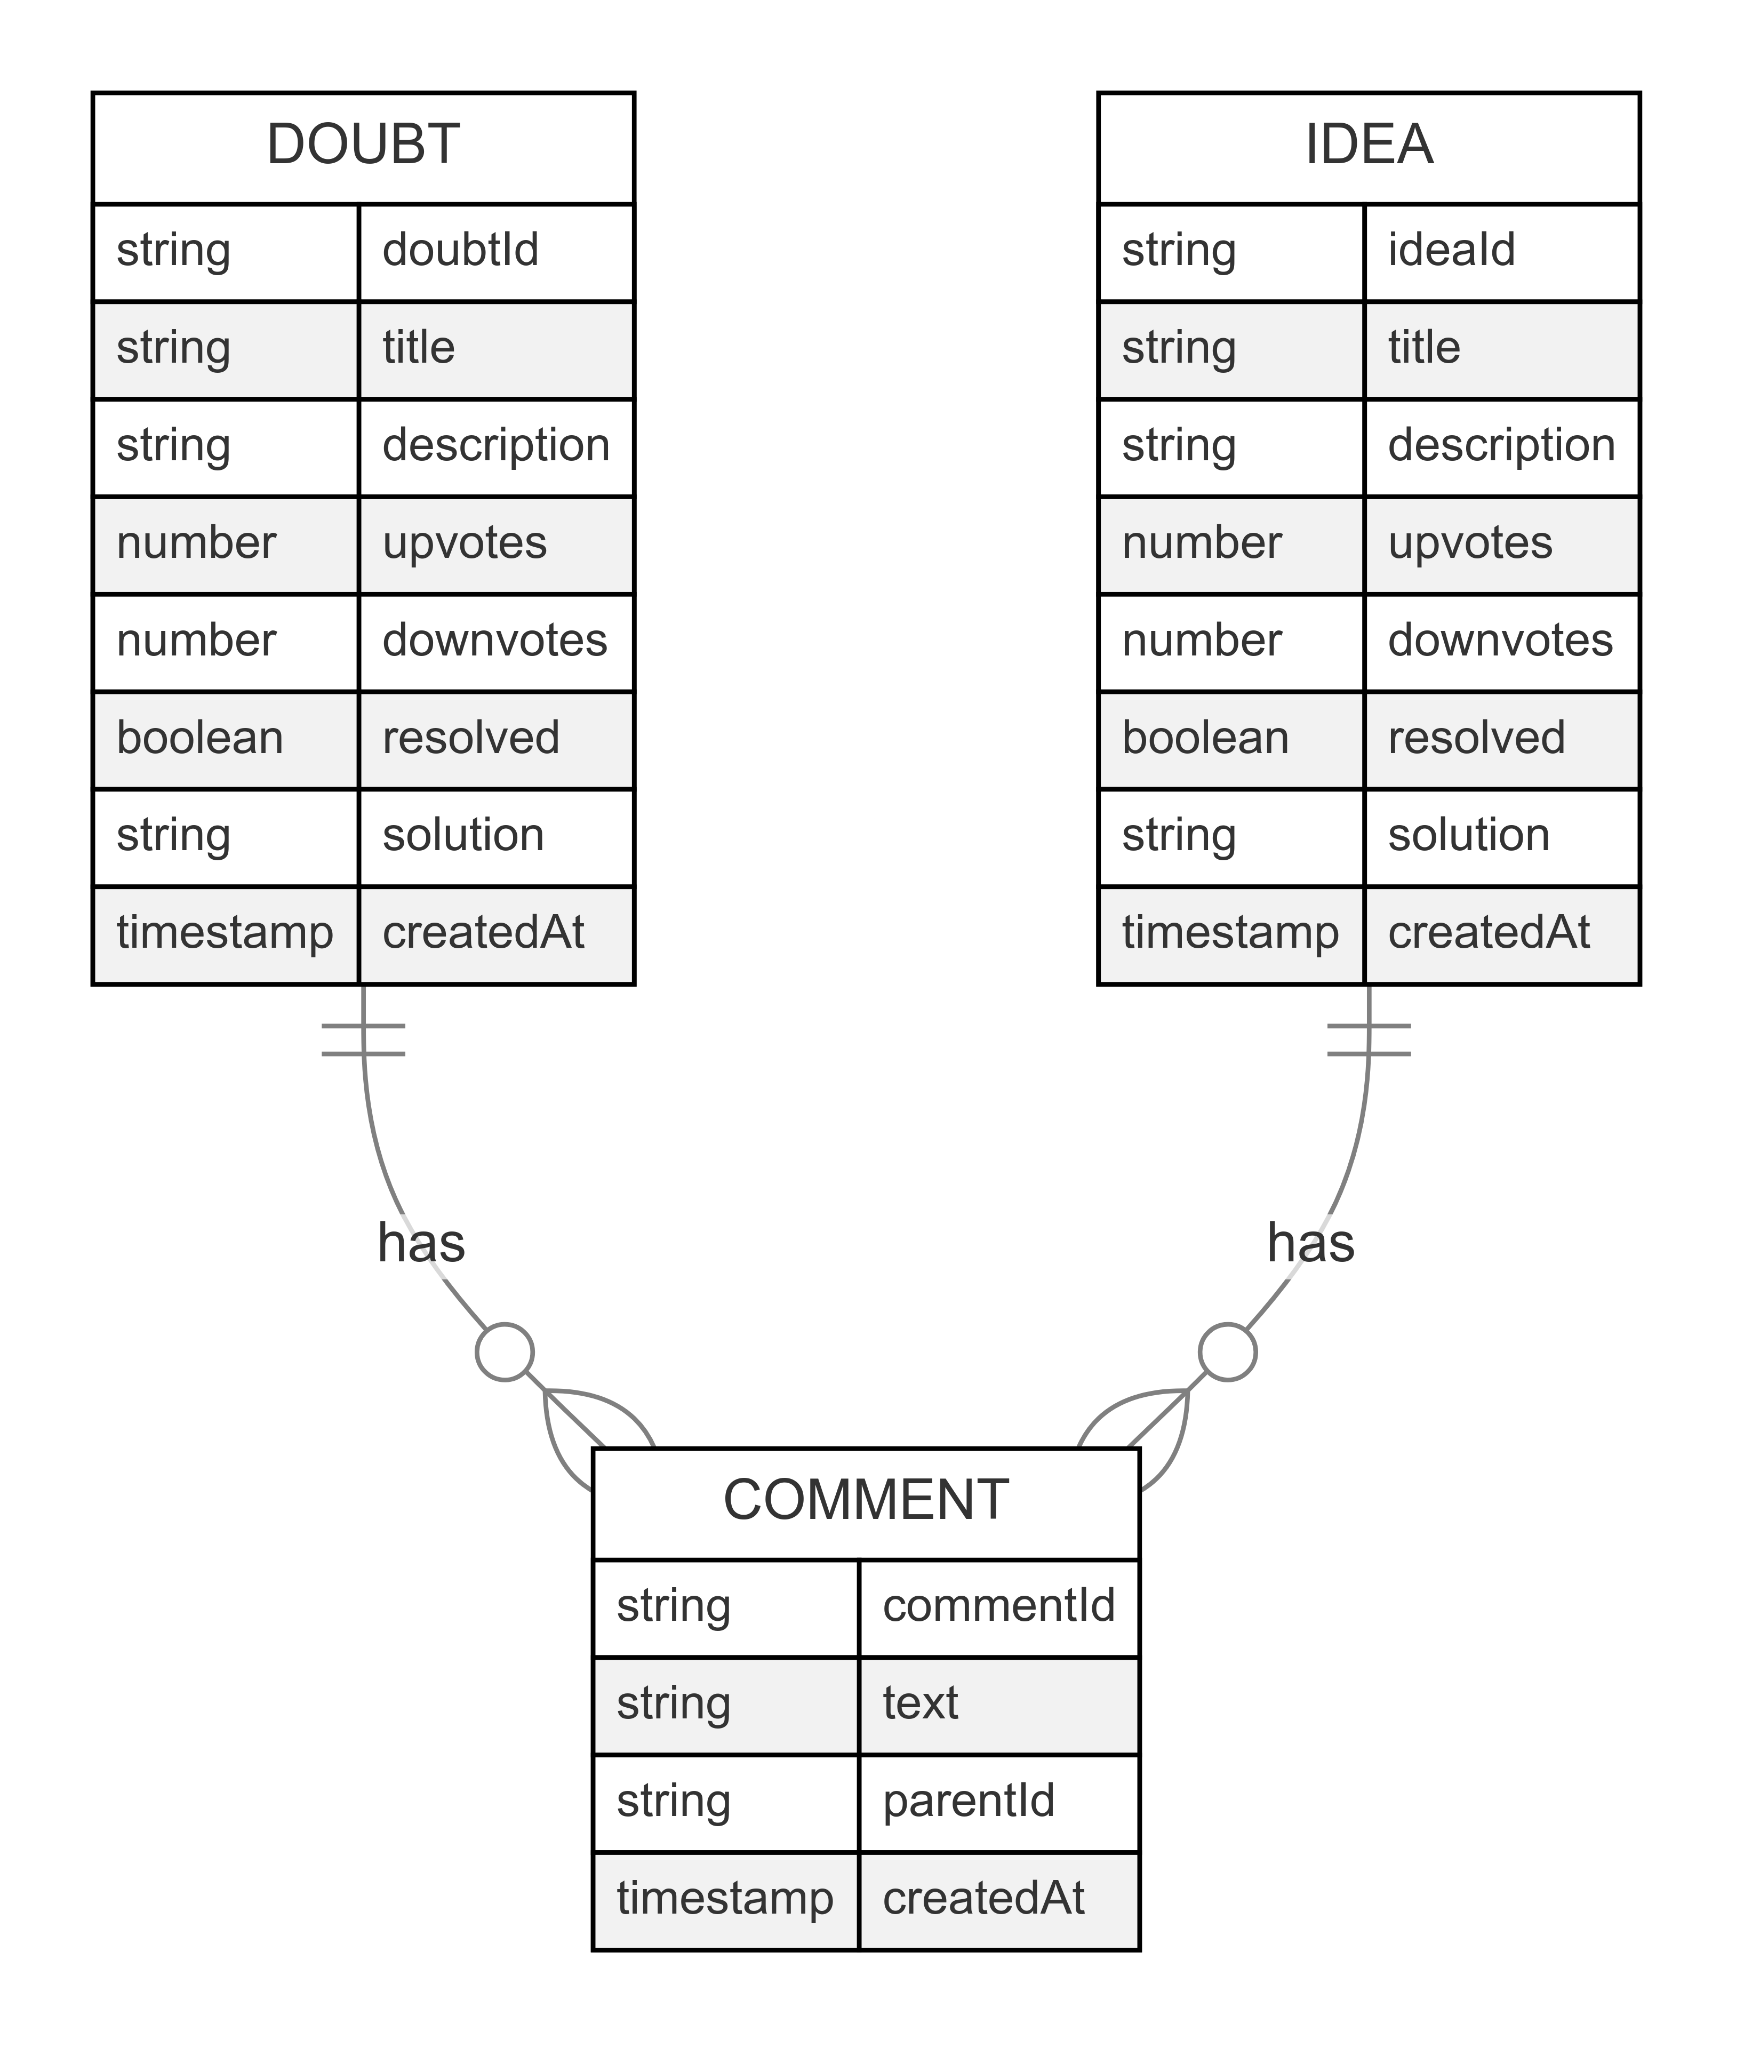 DOUBT
string doubtId
string title
string description
number upvotes
number downvotes
boolean resolved
string solution
timestamp createdAt
IDEA
string ideaId
string title
string description
number upvotes
number downvotes
boolean resolved
string solution
timestamp createdAt
has
has
COMMENT
string commentId
string text
string parentId
timestamp createdAt